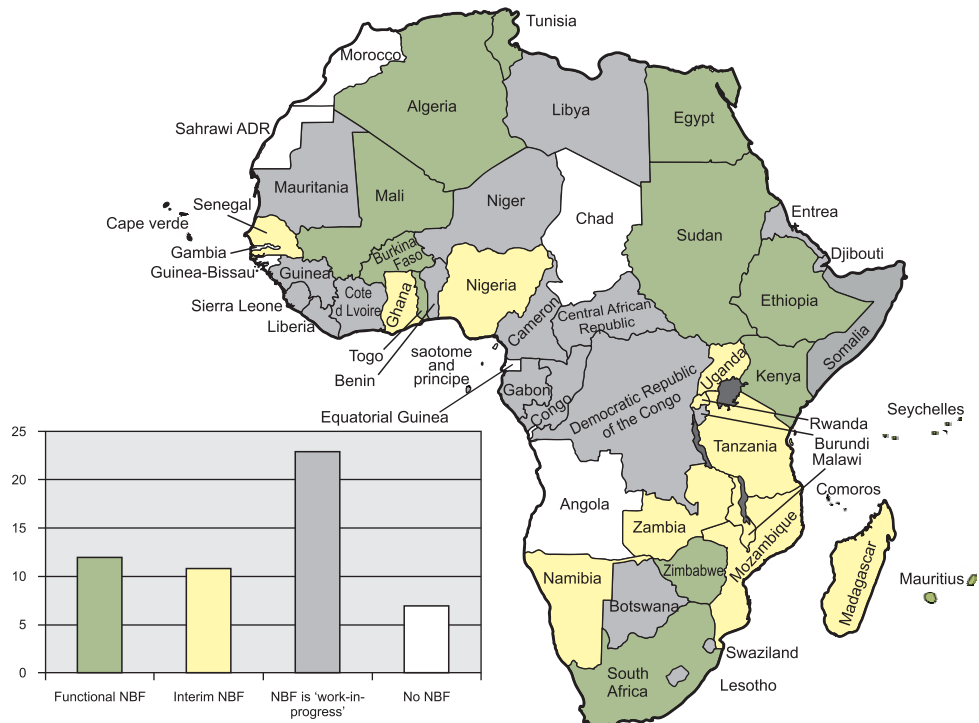 Tunisia
Morocco
Algeria
Libya
Egypt
Sahrawi ADR
Mauritania
Mali
Niger
Chad
Sudan
Senegal
Cape verde
Entrea
Gambia
Djibouti
Guinea-Bissau
Guinea
Burkina
Faso
Nigeria
Ethiopia
Sierra Leone
Cote
d Lvoire
Ghana
Cameron
Central African
Republic
Somalia
Liberia
Togo
Benin
saotome
and
principe
Uganda
Kenya
Gabon
Congo
Democratic Republic
of the Congo
Equatorial Guinea
Rwanda
Seychelles
Burundi
Tanzania
Malawi
Comoros
Angola
Zambia
Mozambique
Madagascar
Namibia
Zimbabwe
Mauritius
Botswana
Swaziland
South
Africa
Lesotho
25
20
15
10
5
0
Functional NBF
Interim NBF
NBF is ‘work-in-
progress’
No NBF